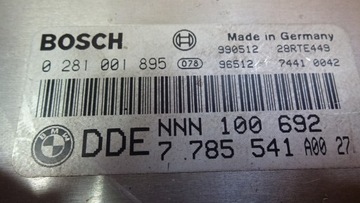 BOSCH Made in Germany
990512 28RTE449
0 281 001 895 078 96512 7441 0042
BMW
DDE NNN 100 692
7 785 541 A00 27